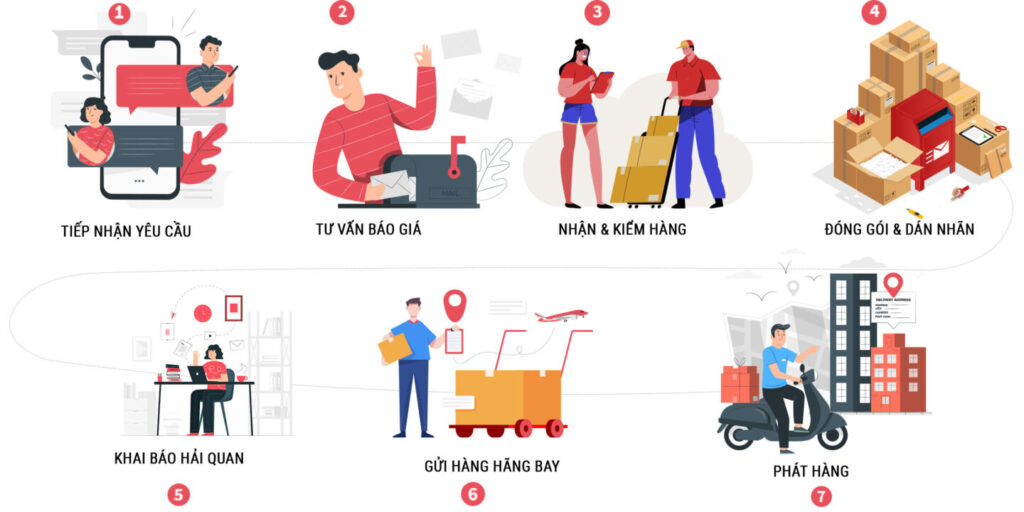 1
2
3
4
MAIL
TIẾP NHẬN YÊU CẦU
TƯ VẤN BÁO GIÁ
NHẬN & KIỂM HÀNG
ĐÓNG GÓI & DÁN NHÃN
DELIVERY ADDRESS
KHAI BÁO HẢI QUAN
GỬI HÀNG HÃNG BAY
PHÁT HÀNG
5
6
7